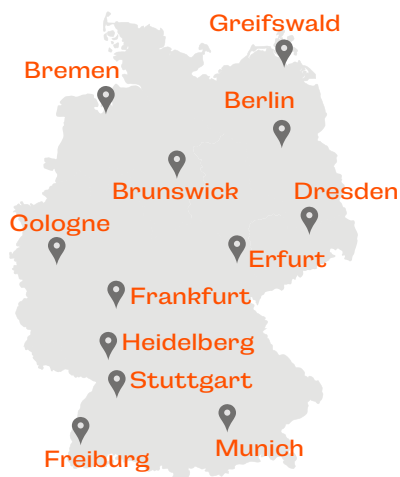 Greifswald
Bremen
Berlin
Brunswick
Dresden
Cologne
Erfurt
Frankfurt
Heidelberg
Stuttgart
Munich
Freiburg